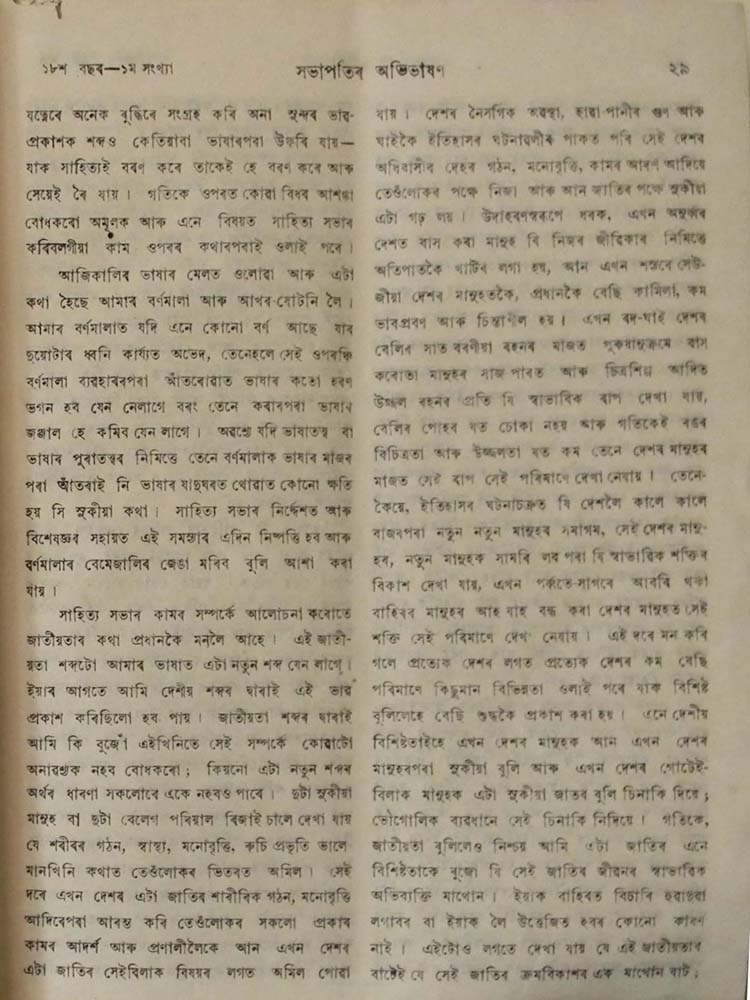 ১৮শ বছৰ—১ম সংখ্যা
সভাপতিৰ অভিভাষণ
২৯
যত্নেৰে অনেক বুদ্ধিৰে সংগ্ৰহ কৰি অনা সুন্দৰ ভাৱ-
প্ৰকাশক শব্দও কেতিয়াবা ভাষাৰপৰা উফৰি যায়—
যাক সাহিত্যই বৰণ কৰে তাকেই হে বৰণ কৰে আৰু
সেয়েই ৰৈ যায়। গতিকে ওপৰত কোৱা বিধৰ আশঙ্কা
বোধকৰো অমূলক আৰু এনে বিষয়ত সাহিত্য সভাৰ
কৰিবলগীয়া কাম ওপৰৰ কথাৰপৰাই ওলাই পৰে।
আজিকালিৰ ভাষাৰ মেলত ওলোৱা আৰু এটা
কথা হৈছে আমাৰ বৰ্ণমালা আৰু আখৰ-যোটনি লৈ।
আমাৰ বৰ্ণমালাত যদি এনে কোনো বৰ্ণ আছে যাৰ
দুয়োটাৰ ধ্বনি কাৰ্য্যত অভেদ, তেনেহলে সেই ওপৰঞ্চি
বৰ্ণমালা ব্যৱহাৰৰপৰা আঁতৰোৱাত ভাষাৰ কতো হৰণ
ভগন হব যেন নেলাগে বৰং তেনে কৰাৰপৰা ভাষাৰ
জঞ্জাল হে কমিব যেন লাগে। অৱশ্যে যদি ভাষাতত্ব বা
ভাষাৰ পুৰাতত্বৰ নিমিত্তে তেনে বৰ্ণমালাক ভাষাৰ মাজৰ
পৰা আঁতৰাই নি ভাষাৰ যাদুঘৰত থোৱাত কোনো ক্ষতি
হয় সি সুকীয়া কথা। সাহিত্য সভাৰ নিৰ্দ্দেশত আৰু
বিশেষজ্ঞৰ সহায়ত এই সমস্যাৰ এদিন নিষ্পত্তি হব আৰু
বৰ্ণমালাৰ বেমেজালিৰ জেঙা মৰিব বুলি আশা কৰা
যায়।
সাহিত্য সভাৰ কামৰ সম্পৰ্কে আলোচনা কৰোতে
জাতীয়তাৰ কথা প্ৰধানকৈ মনলৈ আহে। এই জাতী-
য়তা শব্দটো আমাৰ ভাষাত এটা নতুন শব্দ যেন লাগে।
ইয়াৰ আগতে আমি দেশীয় শব্দৰ দ্বাৰাই এই ভাৱ
প্ৰকাশ কৰিছিলো হব পায়। জাতীয়তা শব্দৰ দ্বাৰাই
আমি কি বুজোঁ এইখিনিতে সেই সম্পৰ্কে কোৱাটো
অনাৱশ্যক নহব বোধকৰো; কিয়নো এটা নতুন শব্দৰ
অৰ্থৰ ধাৰণা সকলোৰে একে নহবও পাৰে। দুটা সুকীয়া
মানুহ বা দুটা বেলেগ পৰিয়াল ৰিজাই চালে দেখা যায়
যে শৰীৰৰ গঠন, স্বাস্থ্য, মনোবৃত্তি, ৰুচি প্ৰভৃতি ভালে
মানখিনি কথাত তেওঁলোকৰ ভিতৰত অমিল। সেই
দৰে এখন দেশৰ এটা জাতিৰ শাৰীৰিক গঠন, মনোবৃত্তি
আদিৰেপৰা আৰম্ভ কৰি তেওঁলোকৰ সকলো প্ৰকাৰ
কামৰ আদৰ্শ আৰু প্ৰণালীলৈকে আন এখন দেশৰ
এটা জাতিৰ সেইবিলাক বিষয়ৰ লগত অমিল পোৱা
যায়। দেশৰ নৈসৰ্গিক অৱস্থা, হাৱা-পানীৰ গুণ আৰু
ঘাইকৈ ইতিহাসৰ ঘটনাৱলীৰ পাকত পৰি সেই দেশৰ
অধিবাসীৰ দেহৰ গঠন, মনোবৃত্তি, কামৰ আদৰ্শ আদিয়ে
তেওঁলোকৰ পক্ষে নিজা আৰু আন জাতিৰ পক্ষে সুকীয়া
এটা গঢ় লয়। উদাহৰণস্বৰূপে ধৰক, এখন অনুৰ্ব্বৰ
দেশত বাস কৰা মানুহ যি নিজৰ জীৱিকাৰ নিমিত্তে
অতিপাতকৈ খাটিব লগা হয়, আন এখন শস্যৰে সেউ-
জীয়া দেশৰ মানুহতকৈ, প্ৰধানকৈ বেছি কামিলা, কম
ভাবপ্ৰবণ আৰু চিন্তাশীল হয়। এখন ৰদ-ঘাই দেশৰ
বেলিৰ সাত বৰণীয়া ৰহনৰ মাজত পুৰুষানুক্ৰমে বাস
কৰোতা মানুহৰ সাজ পাৰত আৰু চিত্ৰশিল্প আদিত
উজ্জ্বল ৰহনৰ প্ৰতি যি স্বাভাবিক ৰাপ দেখা যায়,
বেলিৰ পোহৰ যত চোকা নহয় আৰু গতিকেই ৰঙৰ
বিচিত্ৰতা আৰু উজ্জ্বলতা যত কম তেনে দেশৰ মানুহৰ
মাজত সেই ৰাপ সেই পৰিমাণে দেখা নেযায়। তেনে-
কৈয়ে, ইতিহাসৰ ঘটনাচক্ৰত যি দেশলৈ কালে কালে
বাজৰপৰা নতুন নতুন মানুহৰ সমাগম, সেই দেশৰ মানু-
হৰ, নতুন মানুহক সামৰি লব পৰা যি স্বাভাৱিক শক্তিৰ
বিকাশ দেখা যায়, এখন পৰ্ব্বতে-সাগৰে আবৰি থকা
বাহিৰৰ মানুহৰ আহ যাহ বন্ধ কৰা দেশৰ মানুহত সেই
শক্তি সেই পৰিমাণে দেখা নেযায়। এই দৰে মন কৰি
গলে প্ৰত্যেক দেশৰ লগত প্ৰত্যেক দেশৰ কম বেছি
পৰিমাণে কিছুমান বিভিন্নতা ওলাই পৰে যাক বিশিষ্ট
বুলিলেহে বেছি শুদ্ধকৈ প্ৰকাশ কৰা হয়। এনে দেশীয়
বিশিষ্টতাইহে এখন দেশৰ মানুহক আন এখন দেশৰ
মানুহৰপৰা সুকীয়া বুলি আৰু এখন দেশৰ গোটেই-
বিলাক মানুহক এটা সুকীয়া জাতৰ বুলি চিনাকি দিয়ে;
ভৌগোলিক ব্যৱধানে সেই চিনাকি নিদিয়ে। গতিকে,
জাতীয়তা বুলিলেও নিশ্চয় আমি এটা জাতিৰ এনে
বিশিষ্টতাকে বুজো যি সেই জাতিৰ জীৱনৰ স্বাভাৱিক
অভিব্যক্তি মাথোন। ইয়াক বাহিৰত বিচাৰি হুৱাদুৱা
লগাবৰ বা ইয়াক লৈ উত্তেজিত হবৰ কোনো কাৰণ
নাই। এইটোও লগতে দেখা যায় যে এই জাতীয়তাৰ
বাটেই যে সেই জাতিৰ ক্ৰমবিকাশৰ এক মাথোন বাট;